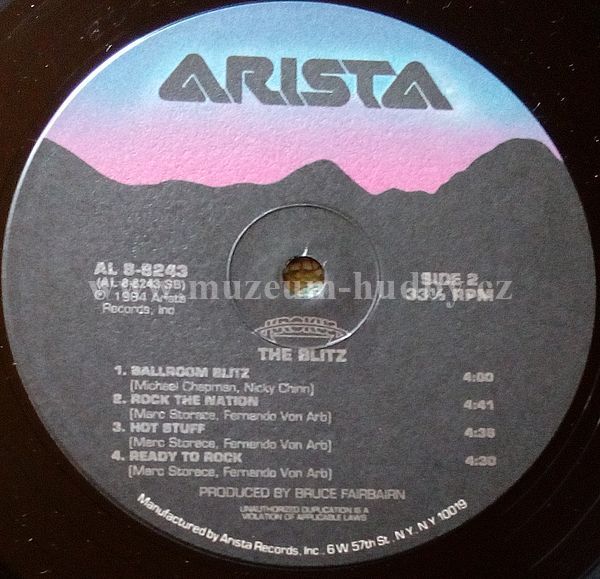 ARISTA
AL 8-8243
(AL 8-8243 SB)
℗ 1984 Arista
Records, Inc
SIDE 2
33⅓ RPM
www.muzeum-hudby.cz
KROKUS
THE BLITZ
1. BALLROOM BLITZ 4:00
(Michael Chapman, Nicky Chinn)
2. ROCK THE NATION 4:41
(Marc Storace, Fernando Von Arb)
3. HOT STUFF 4:38
(Marc Storace, Fernando Von Arb)
4. READY TO ROCK 4:30
(Marc Storace, Fernando Von Arb)
PRODUCED BY BRUCE FAIRBAIRN
UNAUTHORIZED DUPLICATION IS A
VIOLATION OF APPLICABLE LAWS
Manufactured by Arista Records, Inc. 6 W 57th St., N.Y. N.Y 10019